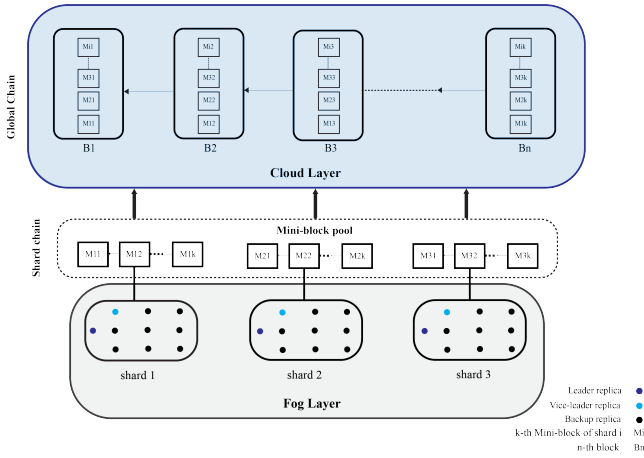 Global Chain
Mi1
M31
M21
M11
B1
Mi2
M32
M22
M12
B2
Mi3
M33
M23
M13
B3
Mik
M3k
M2k
M1k
Bn
Cloud Layer
Shard chain
Mini-block pool
M11 M12 M1k
M21 M22 M2k
M31 M32 M3k
shard 1 shard 2 shard 3
Fog Layer
Leader replica
Vice-leader replica
Backup replica
k-th Mini-block of shard i Mi
n-th block Bn